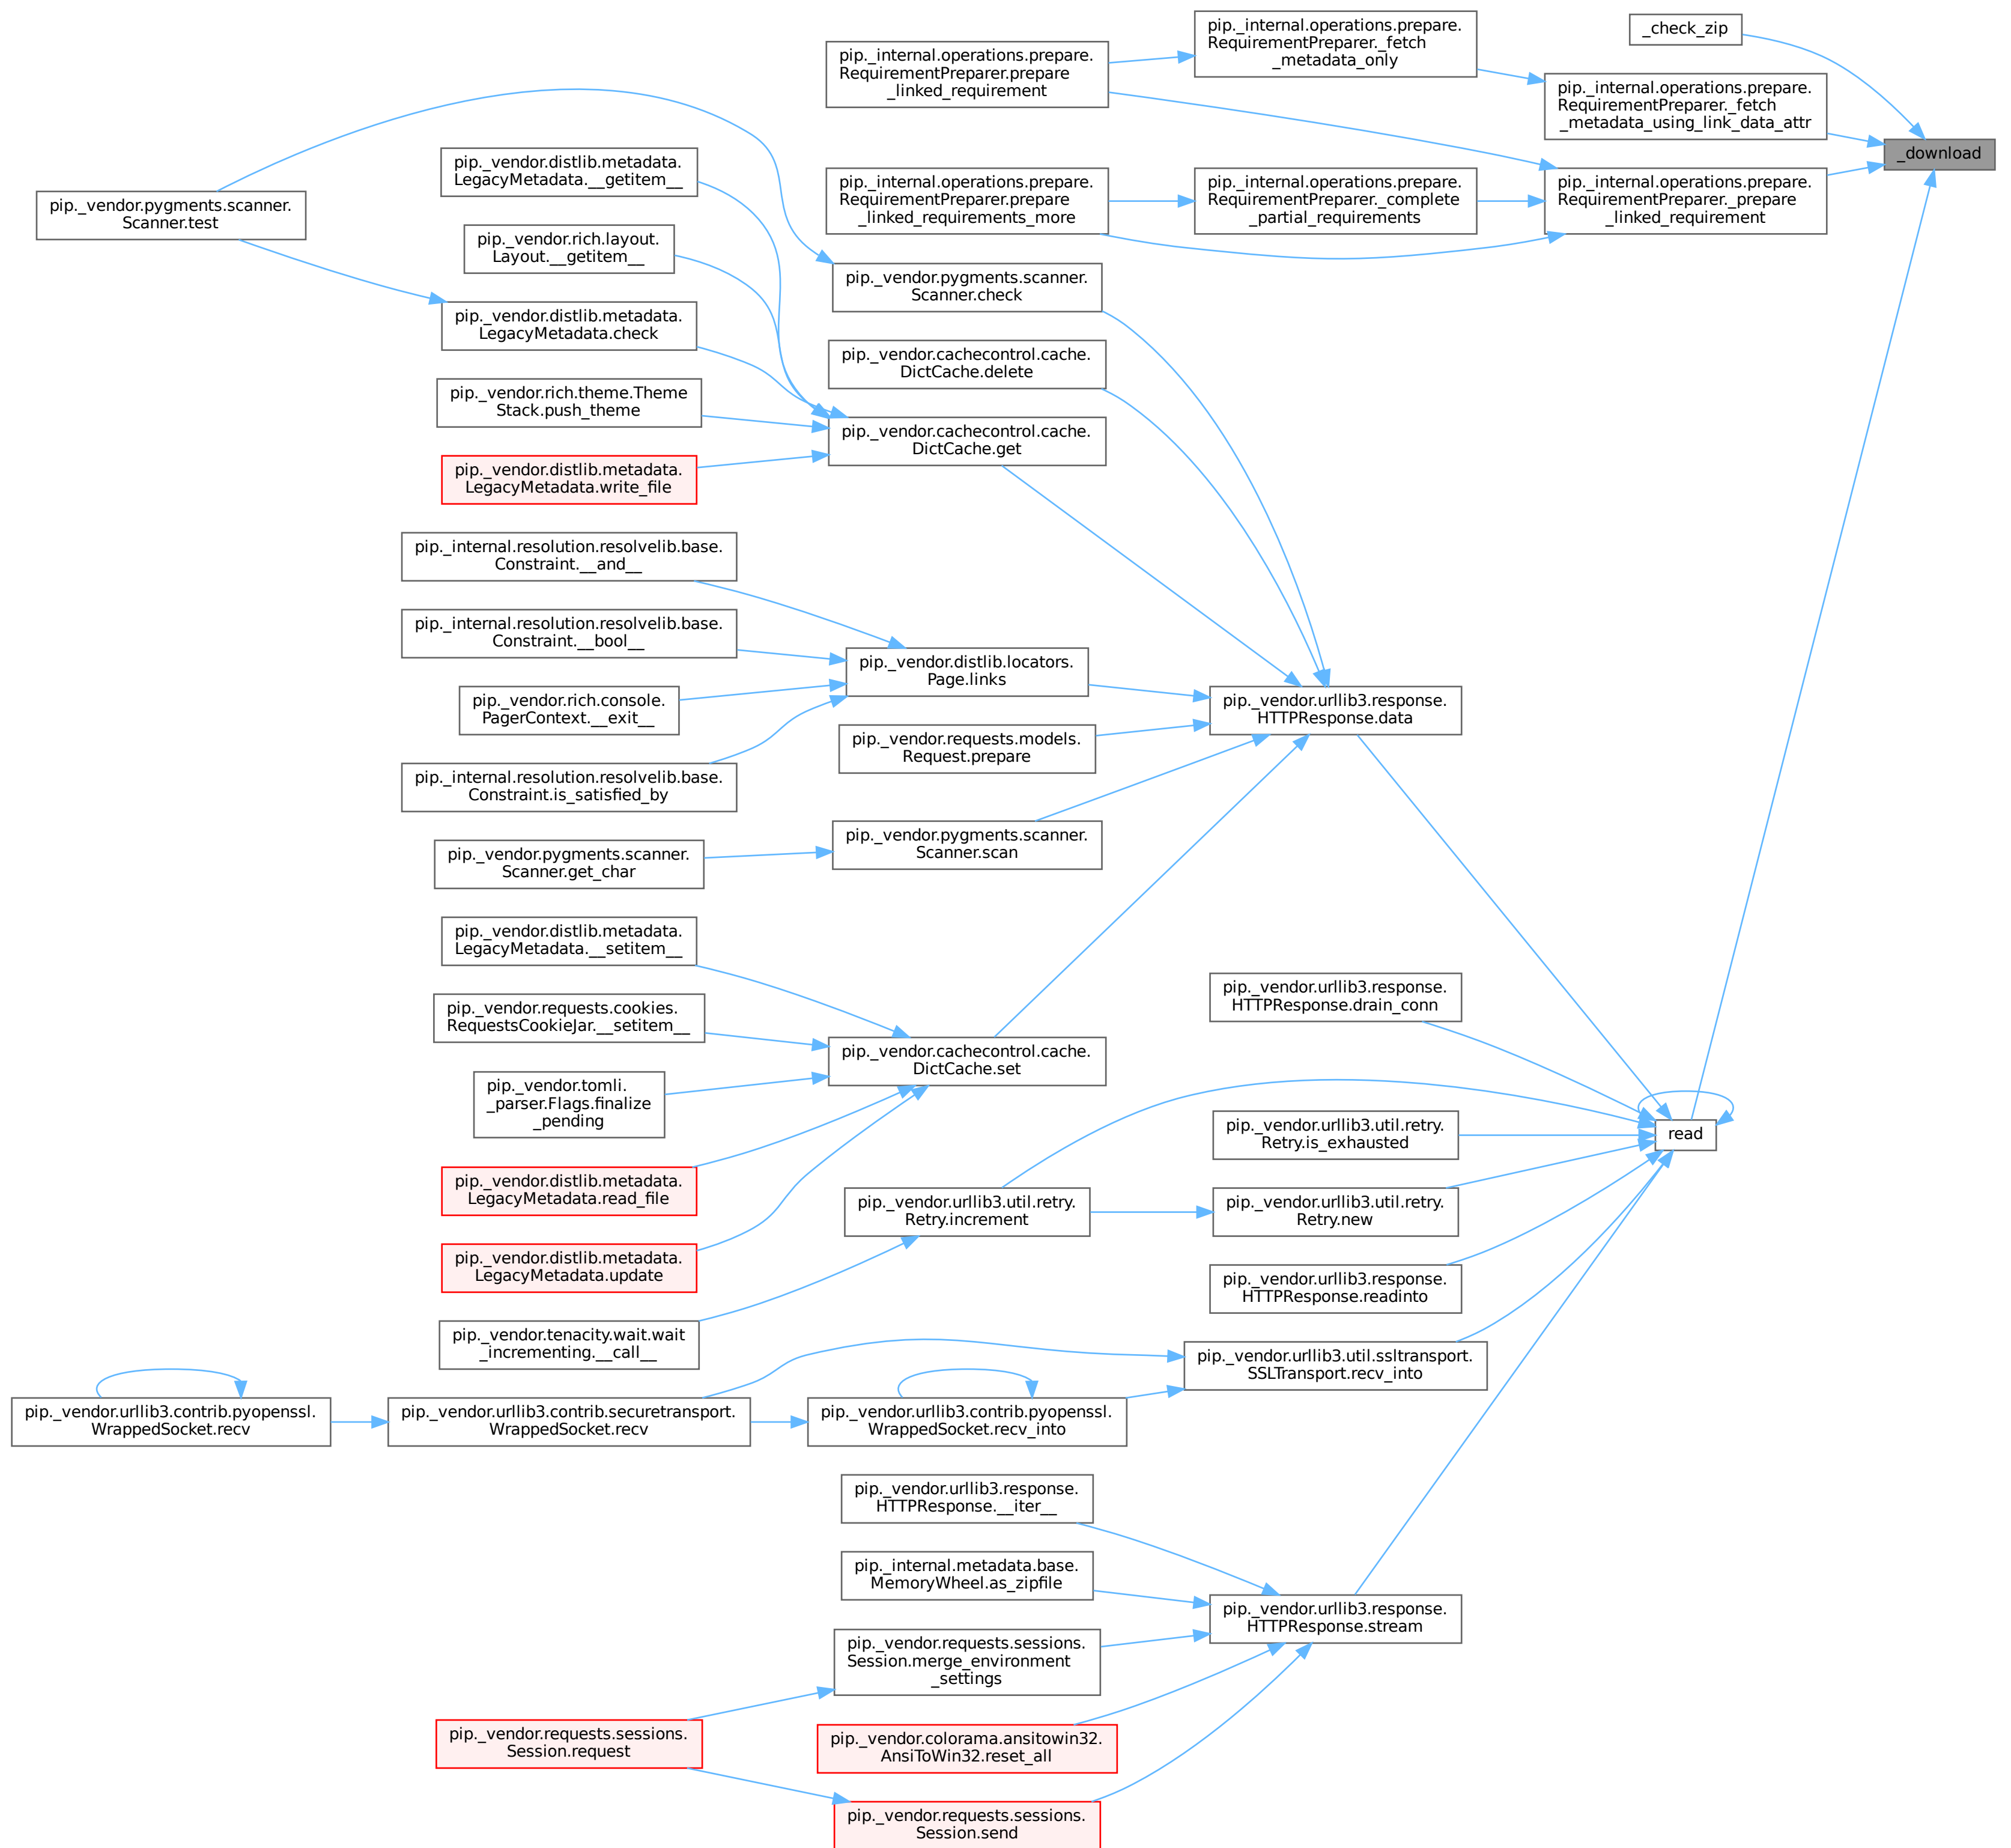 _check_zip
pip._internal.operations.prepare.
RequirementPreparer._fetch
_metadata_only
pip._internal.operations.prepare.
RequirementPreparer.prepare
_linked_requirement
pip._internal.operations.prepare.
RequirementPreparer._fetch
_metadata_using_link_data_attr
_download
pip._vendor.distlib.metadata.
LegacyMetadata.__getitem__
pip._internal.operations.prepare.
RequirementPreparer.prepare
_linked_requirements_more
pip._internal.operations.prepare.
RequirementPreparer._complete
_partial_requirements
pip._internal.operations.prepare.
RequirementPreparer._prepare
_linked_requirement
pip._vendor.pygments.scanner.
Scanner.test
pip._vendor.rich.layout.
Layout.__getitem__
pip._vendor.pygments.scanner.
Scanner.check
pip._vendor.distlib.metadata.
LegacyMetadata.check
pip._vendor.cachecontrol.cache.
DictCache.delete
pip._vendor.rich.theme.Theme
Stack.push_theme
pip._vendor.cachecontrol.cache.
DictCache.get
pip._vendor.distlib.metadata.
LegacyMetadata.write_file
pip._internal.resolution.resolvelib.base.
Constraint.__and__
pip._internal.resolution.resolvelib.base.
Constraint.__bool__
pip._vendor.distlib.locators.
Page.links
pip._vendor.rich.console.
PagerContext.__exit__
pip._vendor.urllib3.response.
HTTPResponse.data
pip._vendor.requests.models.
Request.prepare
pip._internal.resolution.resolvelib.base.
Constraint.is_satisfied_by
pip._vendor.pygments.scanner.
Scanner.scan
pip._vendor.pygments.scanner.
Scanner.get_char
pip._vendor.distlib.metadata.
LegacyMetadata.__setitem__
pip._vendor.urllib3.response.
HTTPResponse.drain_conn
pip._vendor.requests.cookies.
RequestsCookieJar.__setitem__
pip._vendor.cachecontrol.cache.
DictCache.set
pip._vendor.tomli.
_parser.Flags.finalize
_pending
pip._vendor.urllib3.util.retry.
Retry.is_exhausted
read
pip._vendor.distlib.metadata.
LegacyMetadata.read_file
pip._vendor.urllib3.util.retry.
Retry.increment
pip._vendor.urllib3.util.retry.
Retry.new
pip._vendor.distlib.metadata.
LegacyMetadata.update
pip._vendor.urllib3.response.
HTTPResponse.readinto
pip._vendor.tenacity.wait.wait
_incrementing.__call__
pip._vendor.urllib3.util.ssltransport.
SSLTransport.recv_into
pip._vendor.urllib3.contrib.pyopenssl.
WrappedSocket.recv
pip._vendor.urllib3.contrib.securetransport.
WrappedSocket.recv
pip._vendor.urllib3.contrib.pyopenssl.
WrappedSocket.recv_into
pip._vendor.urllib3.response.
HTTPResponse.__iter__
pip._internal.metadata.base.
MemoryWheel.as_zipfile
pip._vendor.urllib3.response.
HTTPResponse.stream
pip._vendor.requests.sessions.
Session.merge_environment
_settings
pip._vendor.requests.sessions.
Session.request
pip._vendor.colorama.ansitowin32.
AnsiToWin32.reset_all
pip._vendor.requests.sessions.
Session.send